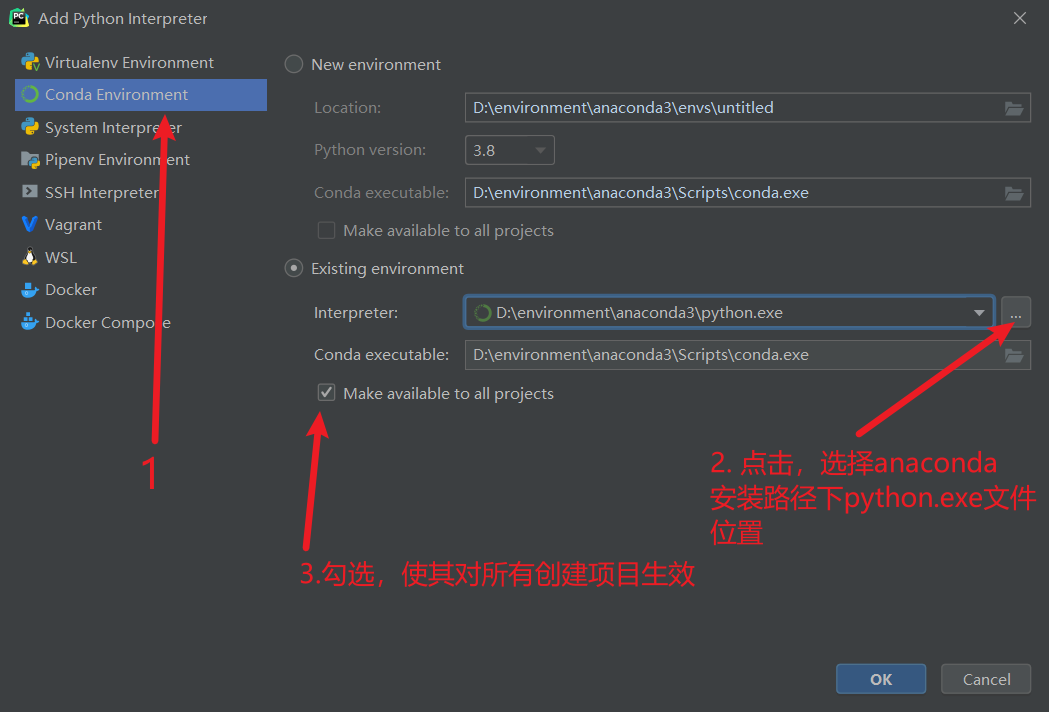 Add Python Interpreter
Virtualenv Environment
Conda Environment
System Interpreter
Pipenv Environment
SSH Interpreter
Vagrant
WSL
Docker
Docker Compose
New environment
Location: D:\environment\anaconda3\envs\untitled
Python version: 3.8
Conda executable: D:\environment\anaconda3\Scripts\conda.exe
Make available to all projects
Existing environment
Interpreter: D:\environment\anaconda3\python.exe ...
Conda executable: D:\environment\anaconda3\Scripts\conda.exe
Make available to all projects
1
2. 点击，选择anaconda
安装路径下python.exe文件
位置
3.勾选，使其对所有创建项目生效
OK
Cancel